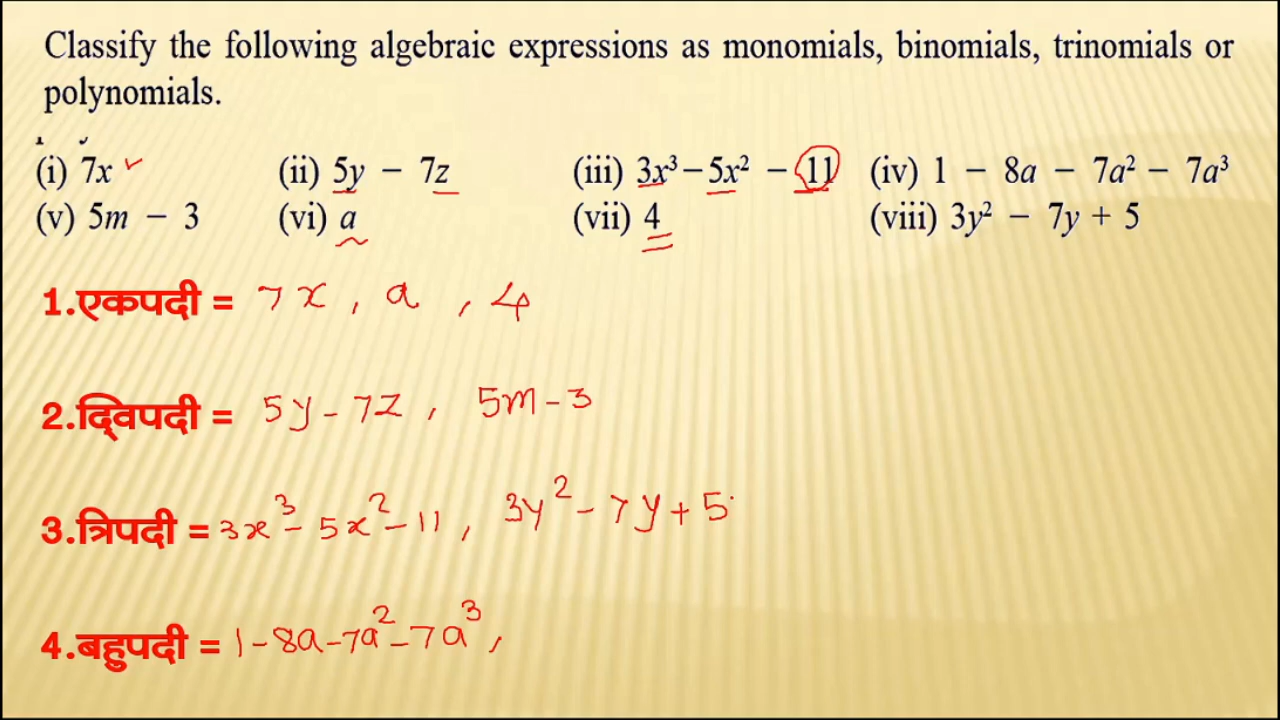 Classify the following algebraic expressions as monomials, binomials, trinomials or
polynomials.
(i) 7x (ii) 5y − 7z (iii) 3x³ − 5x² − 11 (iv) 1 − 8a − 7a² − 7a³
(v) 5m − 3 (vi) a (vii) 4 (viii) 3y² − 7y + 5
1.एकपदी = 7x , a , 4
2.द्विपदी = 5y − 7z , 5m − 3
3.त्रिपदी = 3x³ − 5x² − 11 , 3y² − 7y + 5
4.बहुपदी = 1 − 8a − 7a² − 7a³ ,